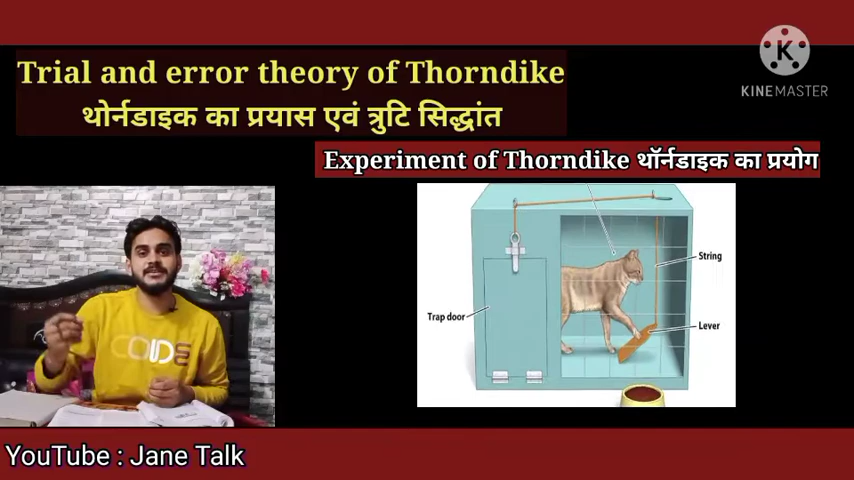 Trial and error theory of Thorndike
थोर्नडाइक का प्रयास एवं त्रुटि सिद्धांत
K
KINEMASTER
Experiment of Thorndike थॉर्नडाइक का प्रयोग
String
Trap door
Lever
CODE
YouTube : Jane Talk